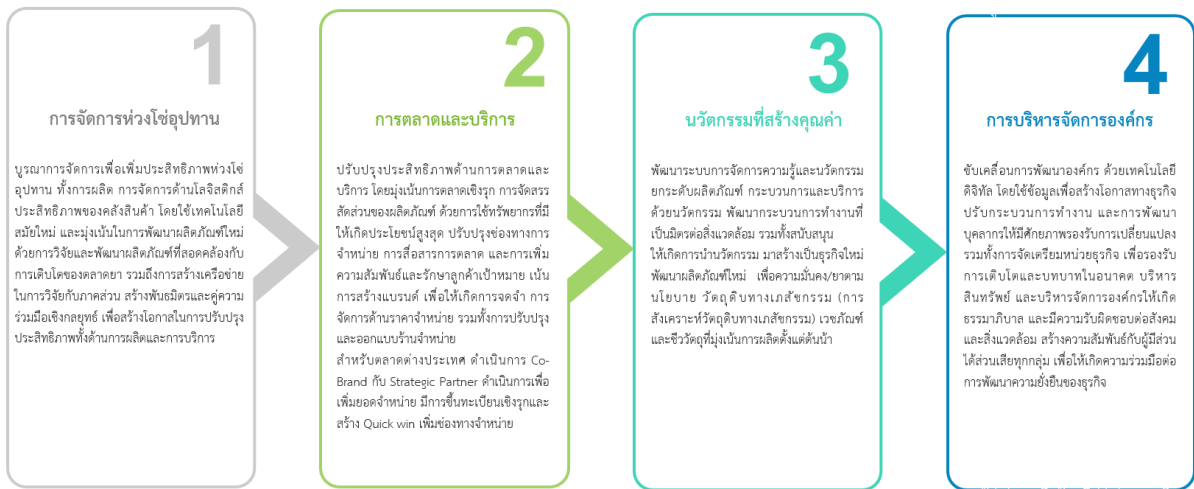 1
การจัดการห่วงโซ่อุปทาน
บูรณาการจัดการเพื่อเพิ่มประสิทธิภาพห่วงโซ่
อุปทาน ทั้งการผลิต การจัดการด้านโลจิสติกส์
ประสิทธิภาพของคลังสินค้า โดยใช้เทคโนโลยี
สมัยใหม่ และมุ่งเน้นในการพัฒนาผลิตภัณฑ์ใหม่
ด้วยการวิจัยและพัฒนาผลิตภัณฑ์ที่สอดคล้องกับ
การเติบโตของตลาดยา รวมถึงการสร้างเครือข่าย
ในการวิจัยกับภาคส่วน สร้างพันธมิตรและคู่ความ
ร่วมมือเชิงกลยุทธ์ เพื่อสร้างโอกาสในการปรับปรุง
ประสิทธิภาพทั้งด้านการผลิตและการบริการ
2
การตลาดและบริการ
ปรับปรุงประสิทธิภาพด้านการตลาดและ
บริการ โดยมุ่งเน้นการตลาดเชิงรุก การจัดสรร
สัดส่วนของผลิตภัณฑ์ ด้วยการใช้ทรัพยากรที่มี
ให้เกิดประโยชน์สูงสุด ปรับปรุงช่องทางการ
จำหน่าย การสื่อสารการตลาด และการเพิ่ม
ความสัมพันธ์และรักษาลูกค้าเป้าหมาย เน้น
การสร้างแบรนด์ เพื่อให้เกิดการจดจำ การ
จัดการด้านราคาจำหน่าย รวมทั้งการปรับปรุง
และออกแบบร้านจำหน่าย
สำหรับตลาดต่างประเทศ ดำเนินการ Co-
Brand กับ Strategic Partner ดำเนินการเพื่อ
เพิ่มยอดจำหน่าย มีการขึ้นทะเบียนเชิงรุกและ
สร้าง Quick win เพิ่มช่องทางจำหน่าย
3
นวัตกรรมที่สร้างคุณค่า
พัฒนาระบบการจัดการความรู้และนวัตกรรม
ยกระดับผลิตภัณฑ์ กระบวนการและบริการ
ด้วยนวัตกรรม พัฒนากระบวนการทำงานที่
เป็นมิตรต่อสิ่งแวดล้อม รวมทั้งสนับสนุน
ให้เกิดการนำนวัตกรรม มาสร้างเป็นธุรกิจใหม่
พัฒนาผลิตภัณฑ์ใหม่ เพื่อความมั่นคง/ยาตาม
นโยบาย วัตถุดิบทางเภสัชกรรม (การ
สังเคราะห์วัตถุดิบทางเภสัชกรรม) เวชภัณฑ์
และชีววัตถุที่มุ่งเน้นการผลิตตั้งแต่ต้นน้ำ
4
การบริหารจัดการองค์กร
ขับเคลื่อนการพัฒนาองค์กร ด้วยเทคโนโลยี
ดิจิทัล โดยใช้ข้อมูลเพื่อสร้างโอกาสทางธุรกิจ
ปรับกระบวนการทำงาน และการพัฒนา
บุคลากรให้มีศักยภาพรองรับการเปลี่ยนแปลง
รวมทั้งการจัดเตรียมหน่วยธุรกิจ เพื่อรองรับ
การเติบโตและบทบาทในอนาคต บริหาร
สินทรัพย์ และบริหารจัดการองค์กรให้เกิด
ธรรมาภิบาล และมีความรับผิดชอบต่อสังคม
และสิ่งแวดล้อม สร้างความสัมพันธ์กับผู้มีส่วน
ได้ส่วนเสียทุกกลุ่ม เพื่อให้เกิดความร่วมมือต่อ
การพัฒนาความยั่งยืนของธุรกิจ